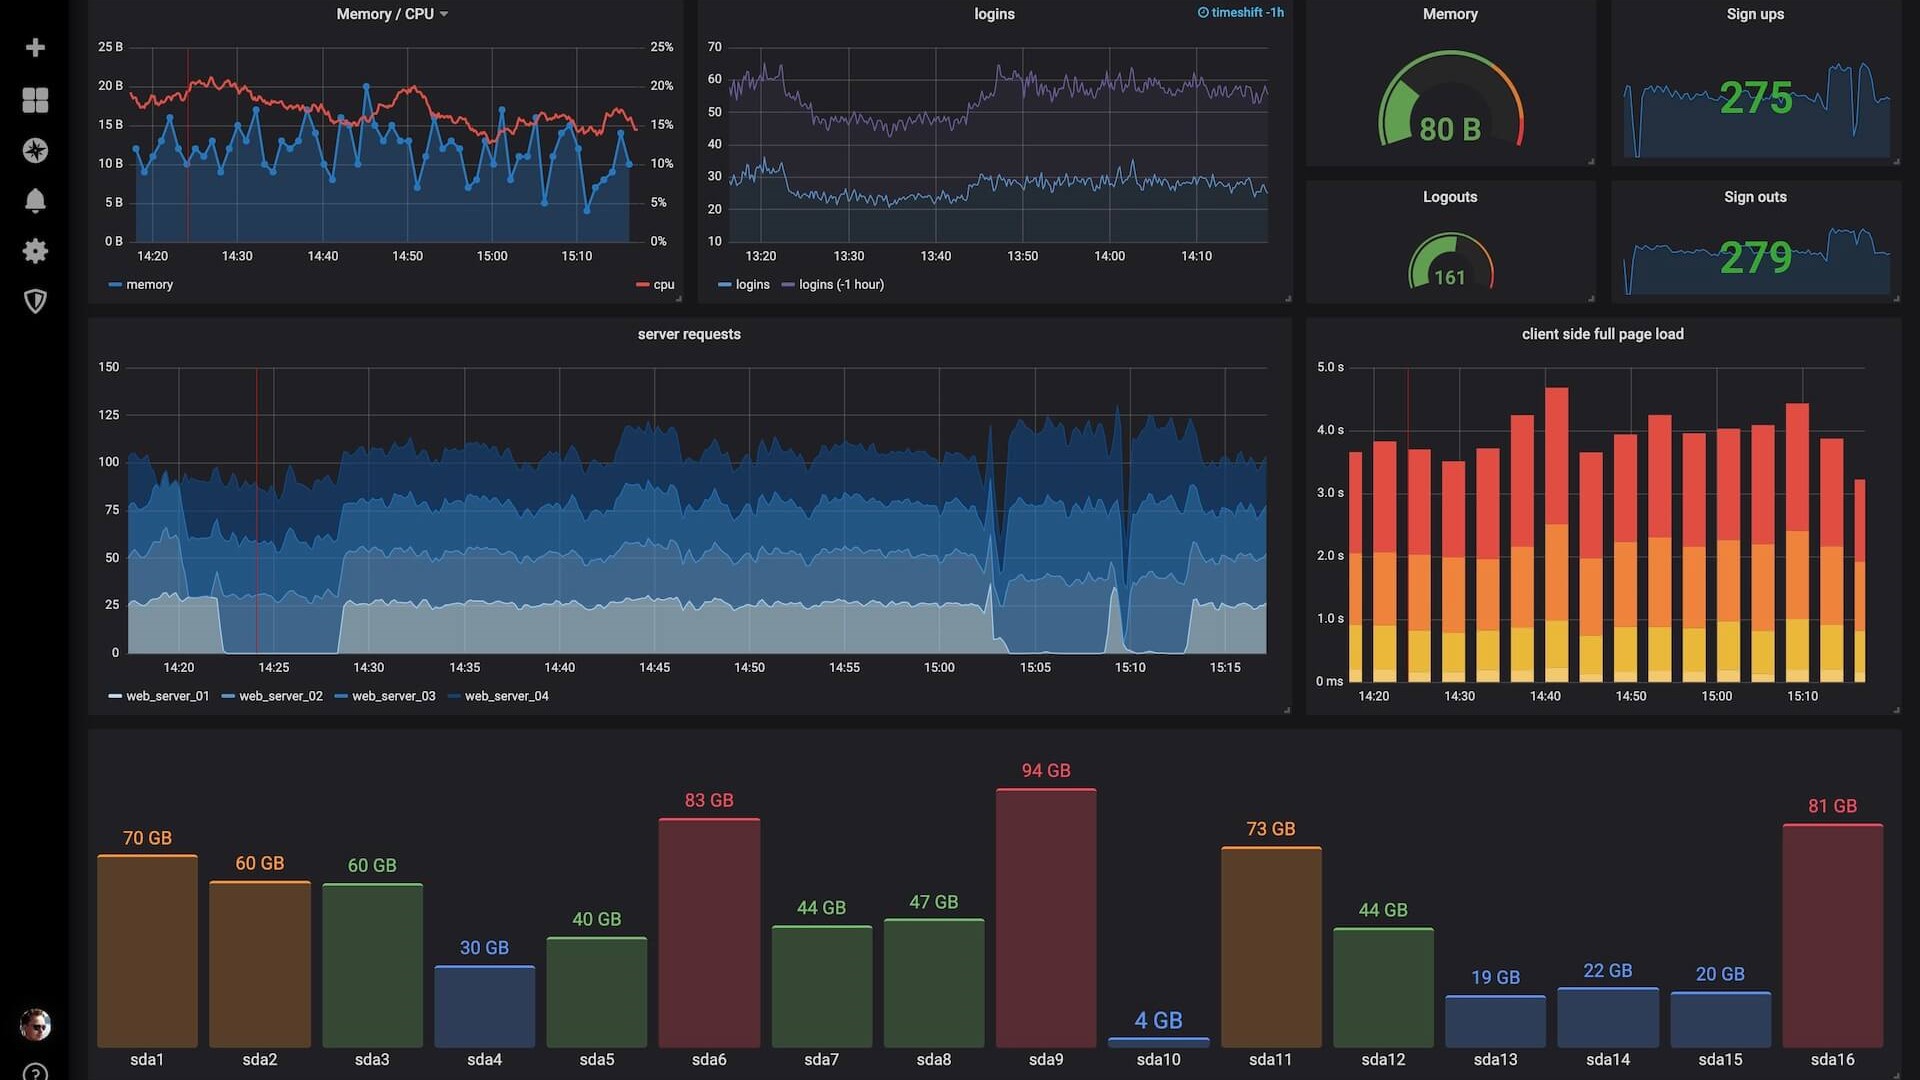 Memory / CPU
25 B
20 B
15 B
10 B
5 B
0 B
25%
20%
15%
10%
5%
0%
14:20 14:30 14:40 14:50 15:00 15:10
memory cpu
logins
timeshift -1h
70
60
50
40
30
20
10
13:20 13:30 13:40 13:50 14:00 14:10
logins logins (-1 hour)
Memory
80 B
Sign ups
275
Logouts
161
Sign outs
279
server requests
150
125
100
75
50
25
0
14:20 14:25 14:30 14:35 14:40 14:45 14:50 14:55 15:00 15:05 15:10 15:15
web_server_01 web_server_02 web_server_03 web_server_04
client side full page load
5.0 s
4.0 s
3.0 s
2.0 s
1.0 s
0 ms
14:20 14:30 14:40 14:50 15:00 15:10
70 GB 60 GB 60 GB 30 GB 40 GB 83 GB 44 GB 47 GB 94 GB 4 GB 73 GB 44 GB 19 GB 22 GB 20 GB 81 GB
sda1 sda2 sda3 sda4 sda5 sda6 sda7 sda8 sda9 sda10 sda11 sda12 sda13 sda14 sda15 sda16
?